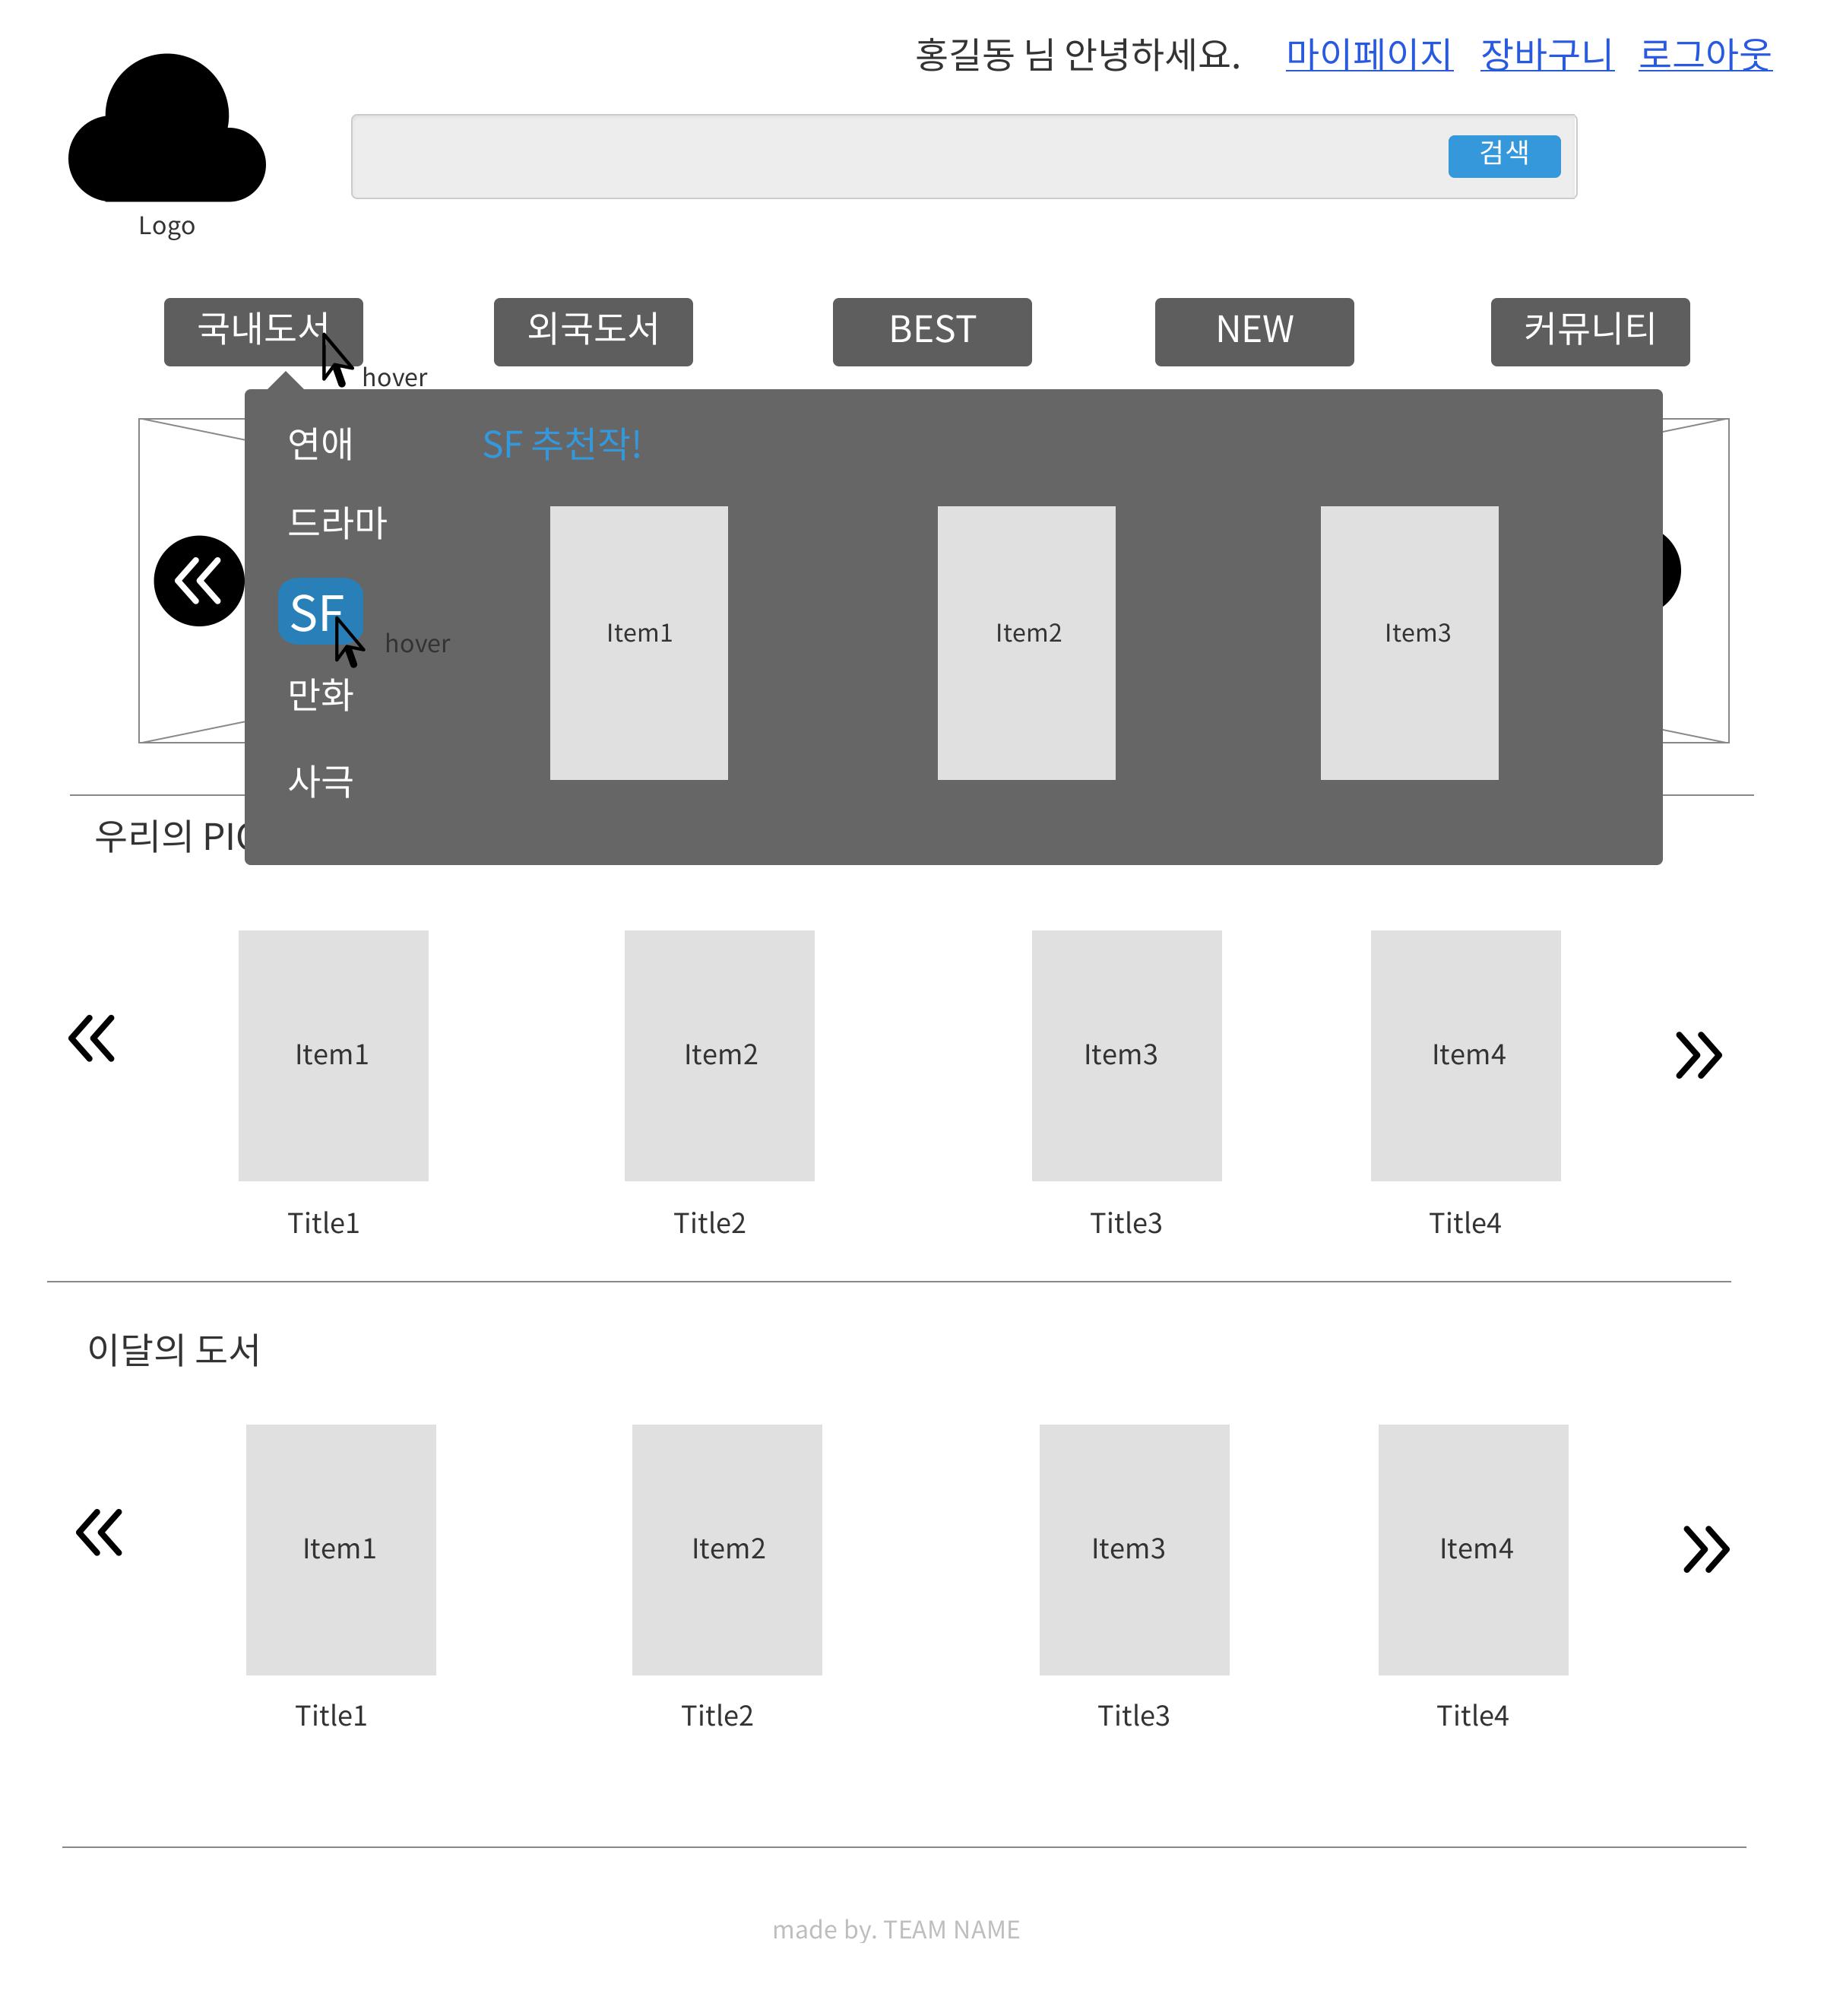 홍길동 님 안녕하세요. 마이페이지 장바구니 로그아웃
검색
Logo
국내도서 외국도서 BEST NEW 커뮤니티
hover
연애 SF 추천작!
드라마
SF
hover
만화
사극
Item1 Item2 Item3
우리의
Item1 Item2 Item3 Item4
Title1 Title2 Title3 Title4
이달의 도서
Item1 Item2 Item3 Item4
Title1 Title2 Title3 Title4
made by. TEAM NAME